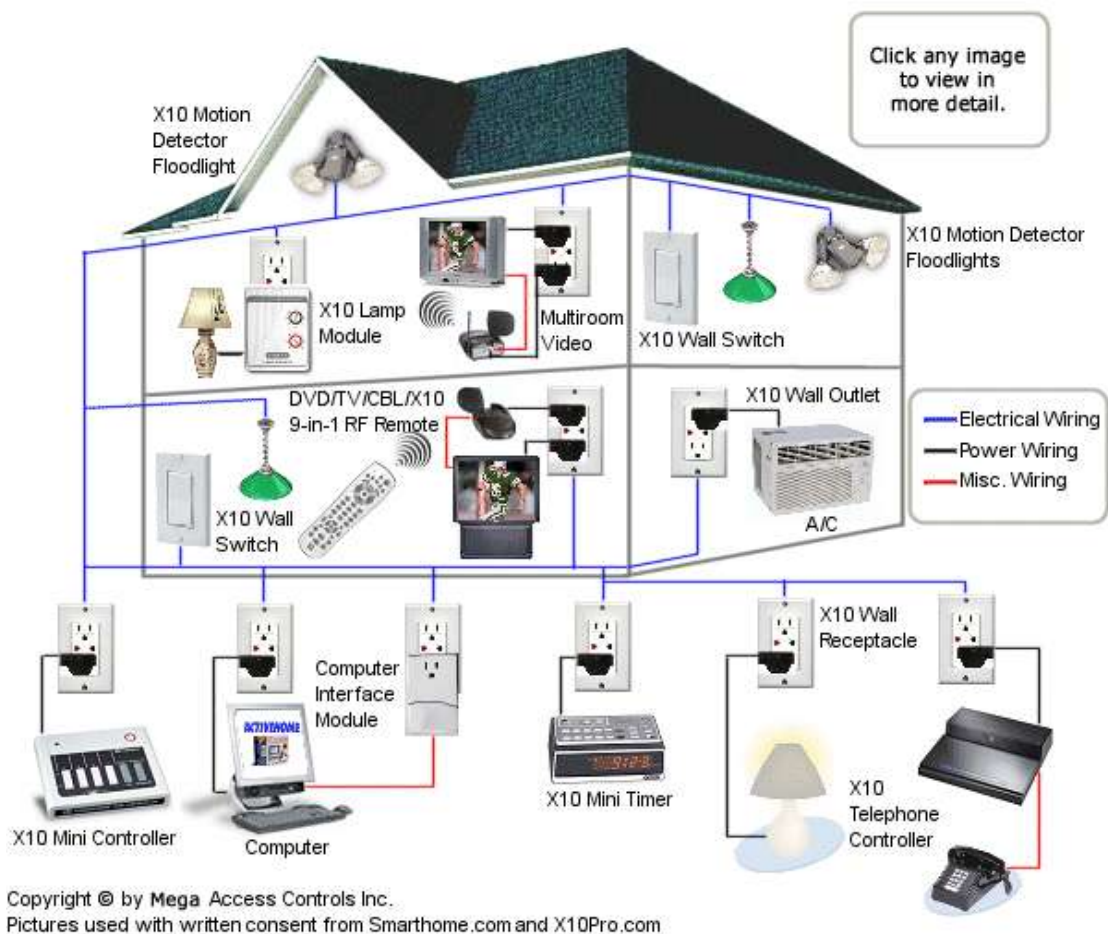 Click any image
to view in
more detail.
X10 Motion
Detector
Floodlight
X10 Motion Detector
Floodlights
X10 Lamp
Module
Multiroom
Video
X10 Wall Switch
DVD/TV/CBL/X10
9-in-1 RF Remote
X10 Wall Outlet
Electrical Wiring
Power Wiring
Misc. Wiring
X10 Wall
Switch
A/C
X10 Wall
Receptacle
Computer
Interface
Module
ACTIVEHOME
X10 Mini Controller
Computer
X10 Mini Timer
X10
Telephone
Controller
Copyright © by Mega Access Controls Inc.
Pictures used with written consent from Smarthome.com and X10Pro.com